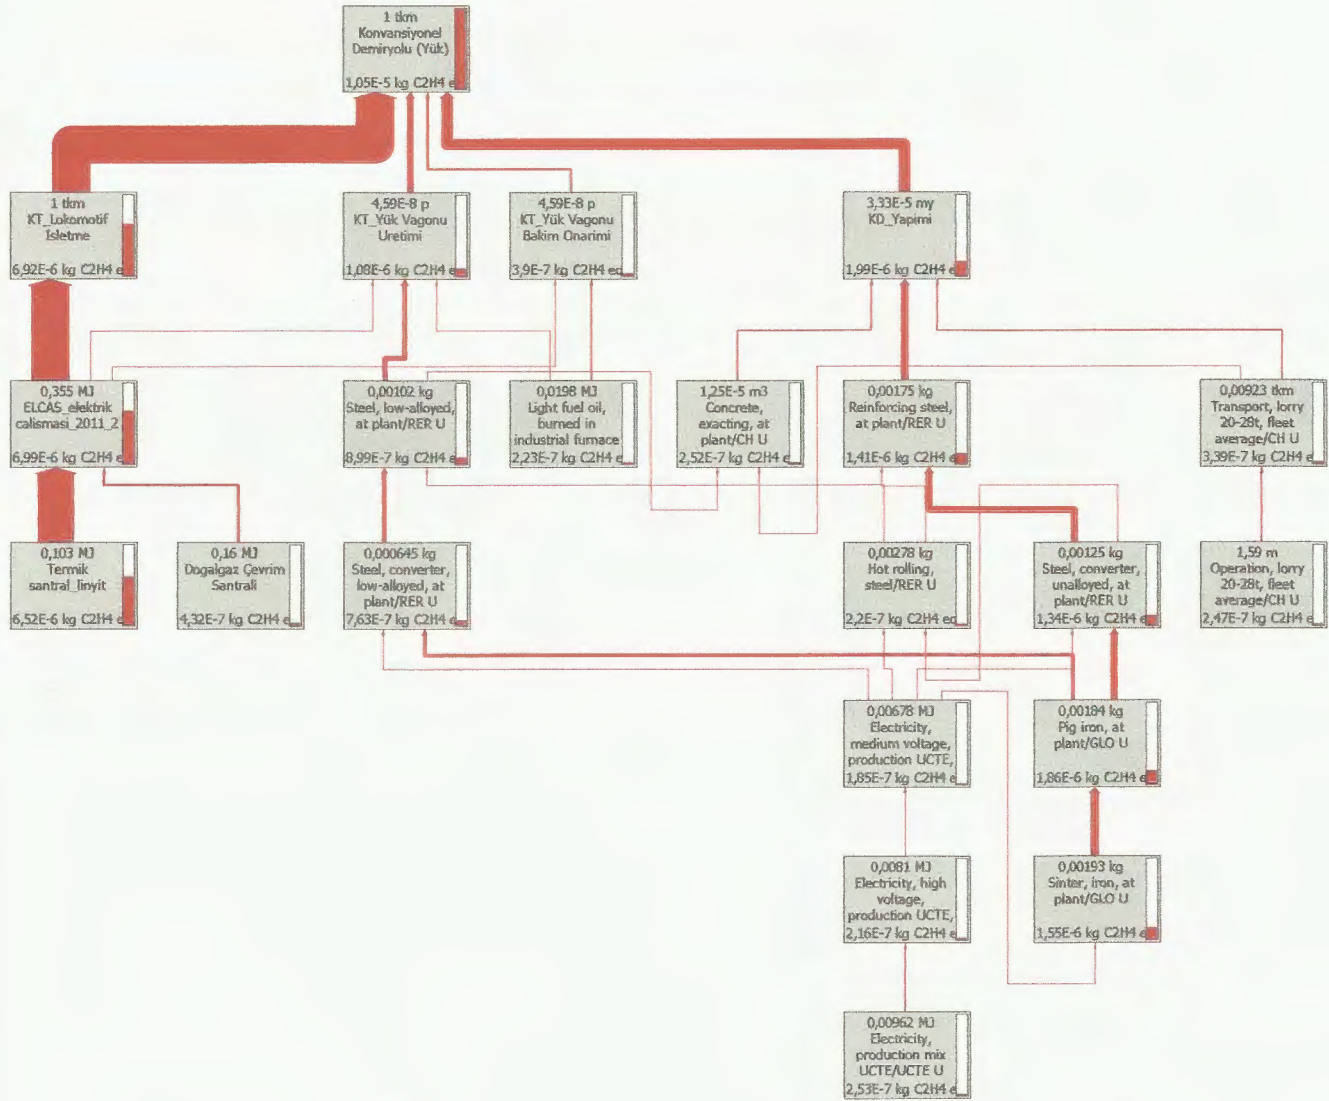 1 tkm
Konvansiyonel
Demiryolu (Yük)
1,05E-5 kg C2H4 e
1 tkm
KT_Lokomotif
Isletme
6,92E-6 kg C2H4 e
4,59E-8 p
KT_Yük Vagonu
Uretimi
1,08E-6 kg C2H4 e
4,59E-8 p
KT_Yük Vagonu
Bakim Onarimi
3,9E-7 kg C2H4 eq
3,33E-5 my
KD_Yapimi
1,99E-6 kg C2H4 e
0,355 MJ
ELCAS_elektrik
calismasi_2011_2
6,99E-6 kg C2H4 e
0,00102 kg
Steel, low-alloyed,
at plant/RER U
8,99E-7 kg C2H4 e
0,0198 MJ
Light fuel oil,
burned in
industrial furnace
2,23E-7 kg C2H4 e
1,25E-5 m3
Concrete,
exacting, at
plant/CH U
2,52E-7 kg C2H4 e
0,00175 kg
Reinforcing steel,
at plant/RER U
1,41E-6 kg C2H4 e
0,00923 tkm
Transport, lorry
20-28t, fleet
average/CH U
3,39E-7 kg C2H4 e
0,103 MJ
Termik
santral_linyit
6,52E-6 kg C2H4 e
0,16 MJ
Dogalgaz Çevrim
Santrali
4,32E-7 kg C2H4 e
0,000645 kg
Steel, converter,
low-alloyed, at
plant/RER U
7,63E-7 kg C2H4 e
0,00278 kg
Hot rolling,
steel/RER U
2,2E-7 kg C2H4 eq
0,00125 kg
Steel, converter,
unalloyed, at
plant/RER U
1,34E-6 kg C2H4 e
1,59 m
Operation, lorry
20-28t, fleet
average/CH U
2,47E-7 kg C2H4 e
0,00678 MJ
Electricity,
medium voltage,
production UCTE,
1,85E-7 kg C2H4 e
0,00184 kg
Pig iron, at
plant/GLO U
1,86E-6 kg C2H4 e
0,0081 MJ
Electricity, high
voltage,
production UCTE,
2,16E-7 kg C2H4 e
0,00193 kg
Sinter, iron, at
plant/GLO U
1,55E-6 kg C2H4 e
0,00962 MJ
Electricity,
production mix
UCTE/UCTE U
2,53E-7 kg C2H4 e